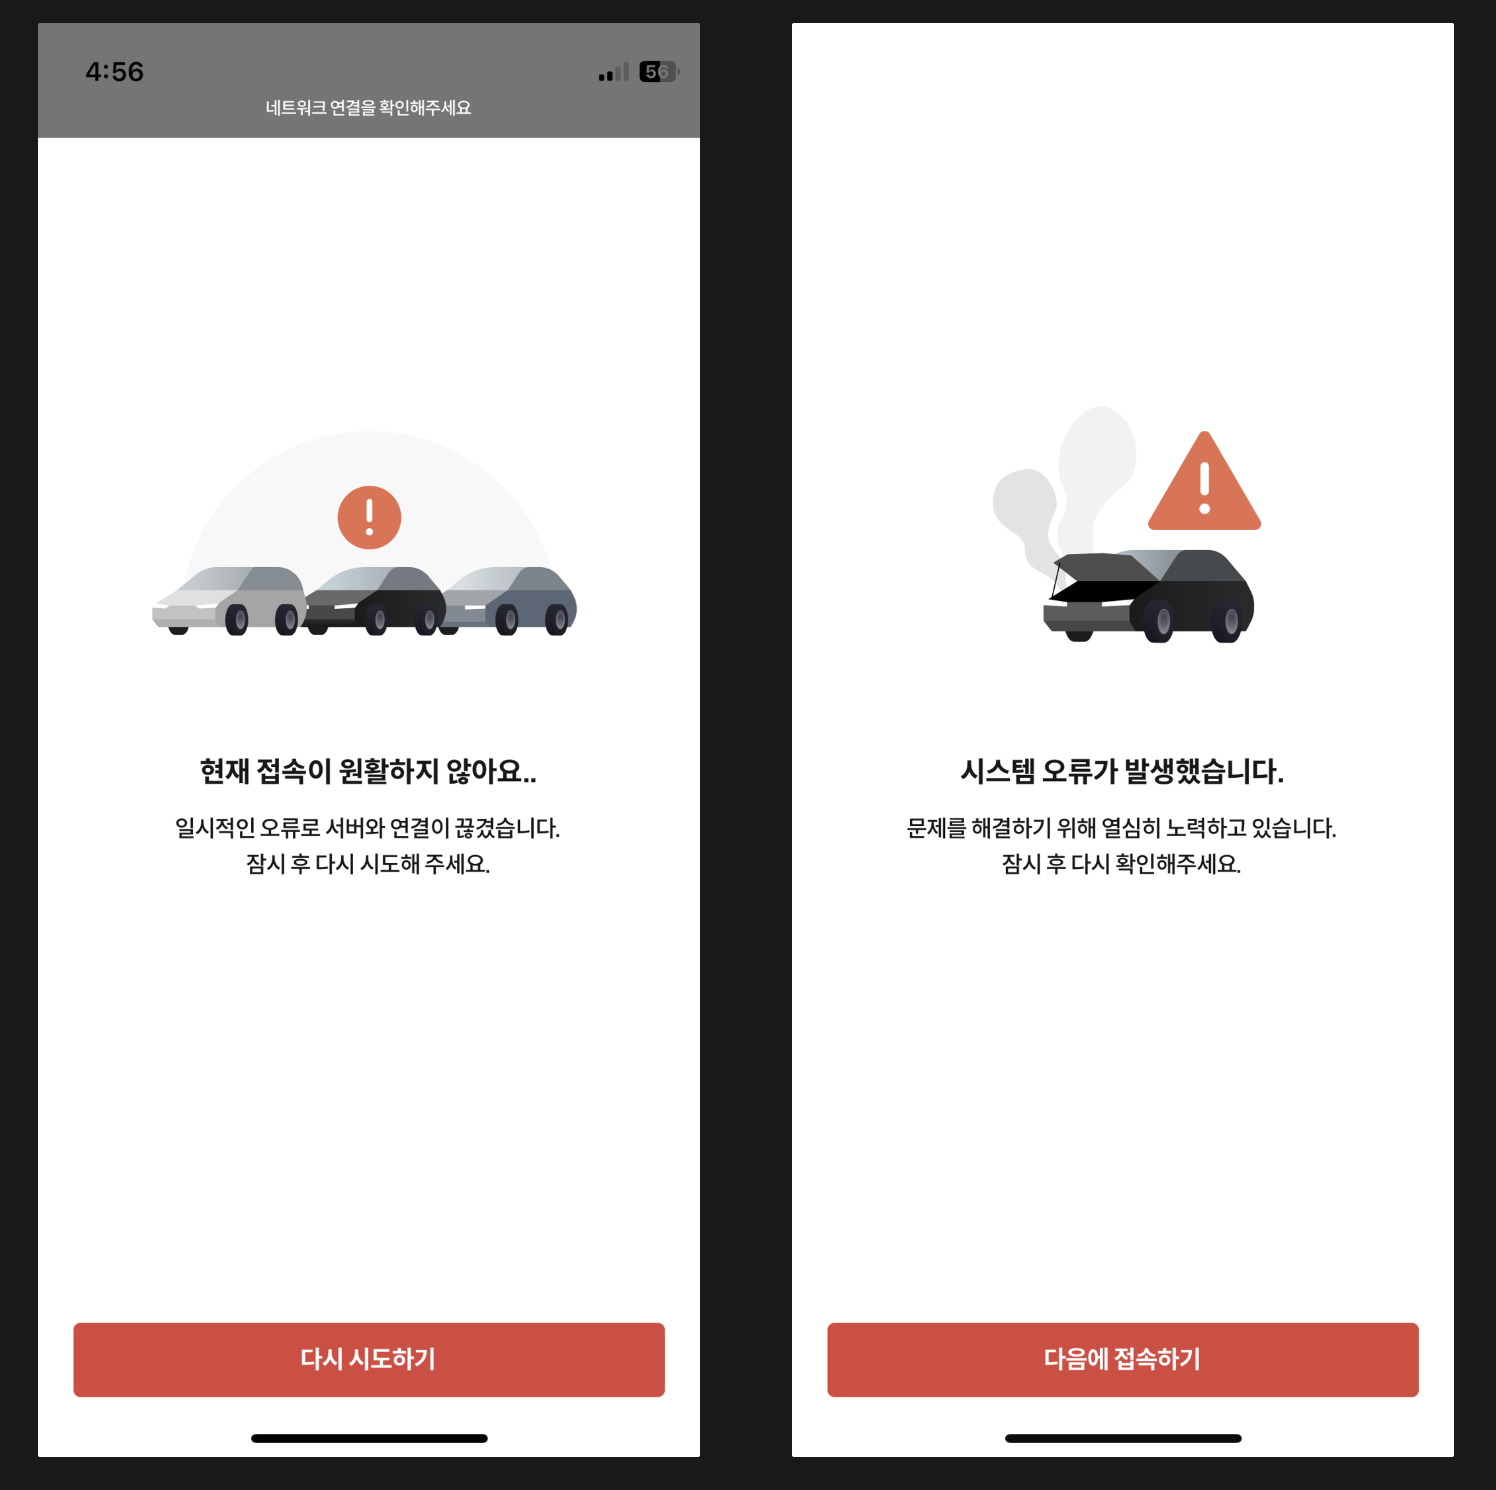 4:56
56
네트워크 연결을 확인해주세요
현재 접속이 원활하지 않아요..
일시적인 오류로 서버와 연결이 끊겼습니다.
잠시 후 다시 시도해 주세요.
다시 시도하기
시스템 오류가 발생했습니다.
문제를 해결하기 위해 열심히 노력하고 있습니다.
잠시 후 다시 확인해주세요.
다음에 접속하기